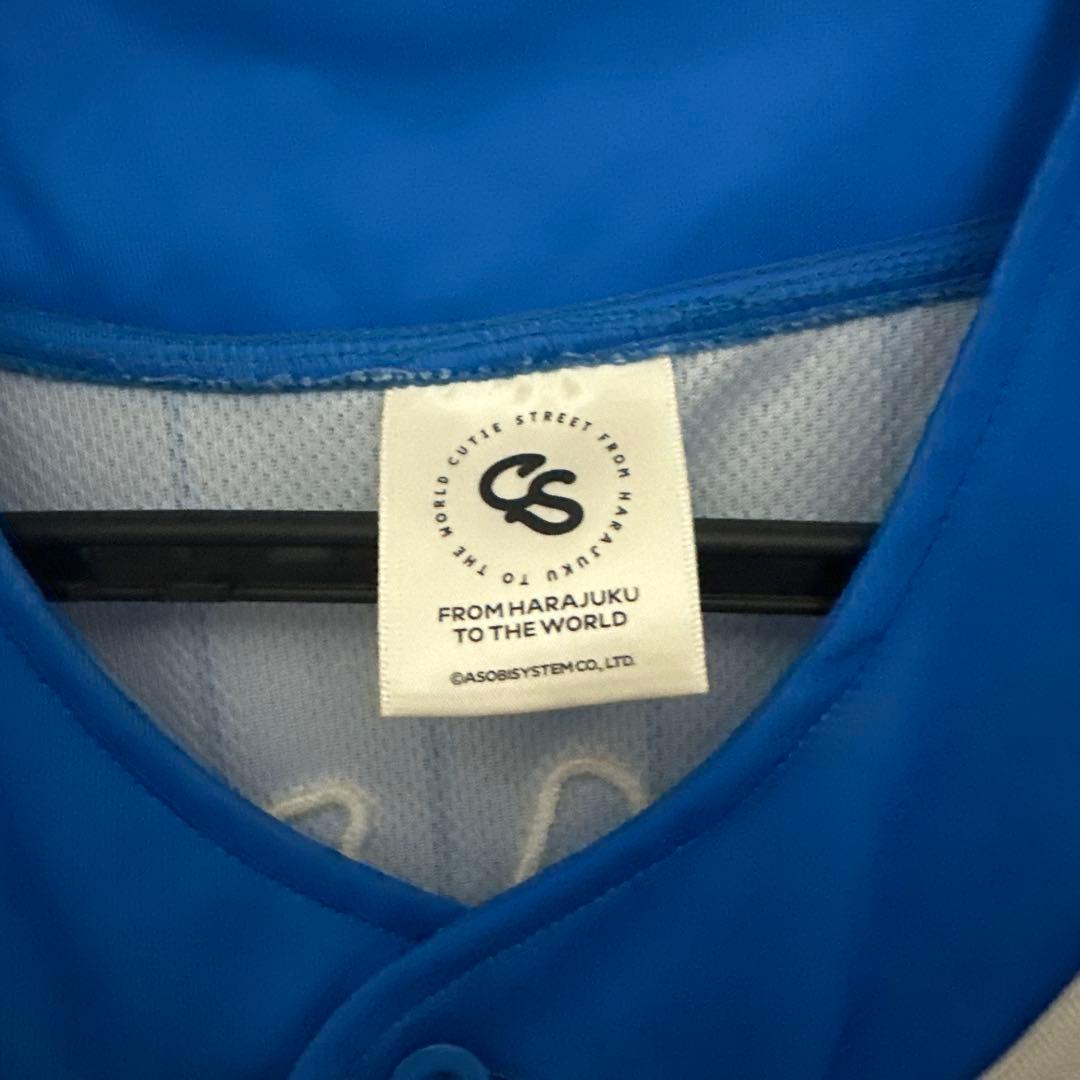 CUTIE STREET FROM HARAJUKU TO THE WORLD
CS
FROM HARAJUKU
TO THE WORLD
©ASOBISYSTEM CO., LTD.